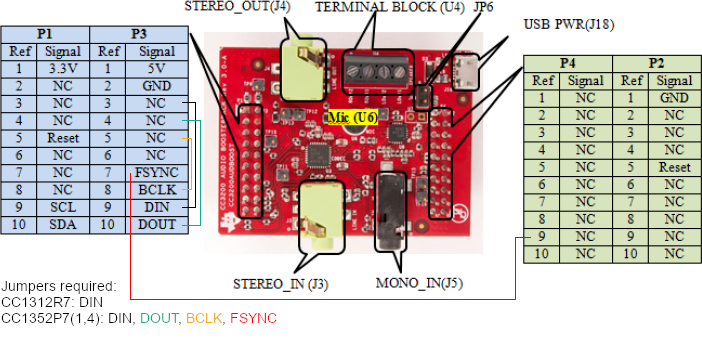 STEREO_OUT(J4)
TERMINAL BLOCK (U4)
JP6
USB PWR(J18)
P1 P3
Ref Signal Ref Signal
1 3.3V 1 5V
2 NC 2 GND
3 NC 3 NC
4 NC 4 NC
5 Reset 5 NC
6 NC 6 NC
7 NC 7 FSYNC
8 NC 8 BCLK
9 SCL 9 DIN
10 SDA 10 DOUT
P4 P2
Ref Signal Ref Signal
1 NC 1 GND
2 NC 2 NC
3 NC 3 NC
4 NC 4 NC
5 NC 5 Reset
6 NC 6 NC
7 NC 7 NC
8 NC 8 NC
9 NC 9 NC
10 NC 10 NC
Mic (U6)
CC3200 AUDIO BOOSTER
CC3200AUDBOOST
STEREO_IN (J3)
MONO_IN(J5)
Jumpers required:
CC1312R7: DIN
CC1352P7(1,4): DIN, DOUT, BCLK, FSYNC